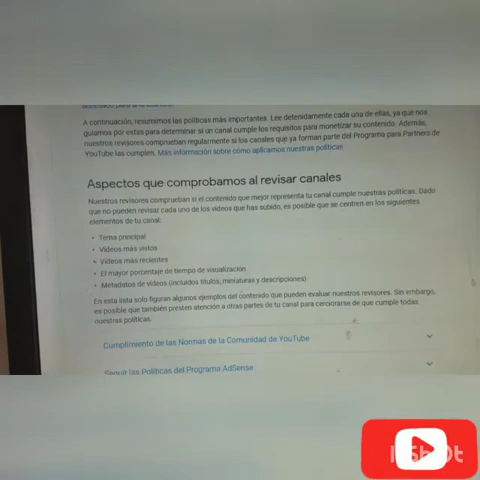 A continuación, resumimos las políticas más importantes. Lee detenidamente cada una de ellas, ya que nos
guiamos por estas para determinar si un canal cumple los requisitos para monetizar su contenido. Además,
nuestros revisores comprueban regularmente si los canales que ya forman parte del Programa para Partners de
YouTube las cumplen. Más información sobre cómo aplicamos nuestras políticas
Aspectos que comprobamos al revisar canales
Nuestros revisores comprueban si el contenido que mejor representa tu canal cumple nuestras políticas. Dado
que no pueden revisar cada uno de los vídeos que has subido, es posible que se centren en los siguientes
elementos de tu canal:
• Tema principal
• Vídeos más vistos
• Vídeos más recientes
• El mayor porcentaje de tiempo de visualización
• Metadatos de vídeos (incluidos títulos, miniaturas y descripciones)
En esta lista solo figuran algunos ejemplos del contenido que pueden evaluar nuestros revisores. Sin embargo,
es posible que también presten atención a otras partes de tu canal para cerciorarse de que cumple todas
nuestras políticas.
Cumplimiento de las Normas de la Comunidad de YouTube
Seguir las Políticas del Programa AdSense